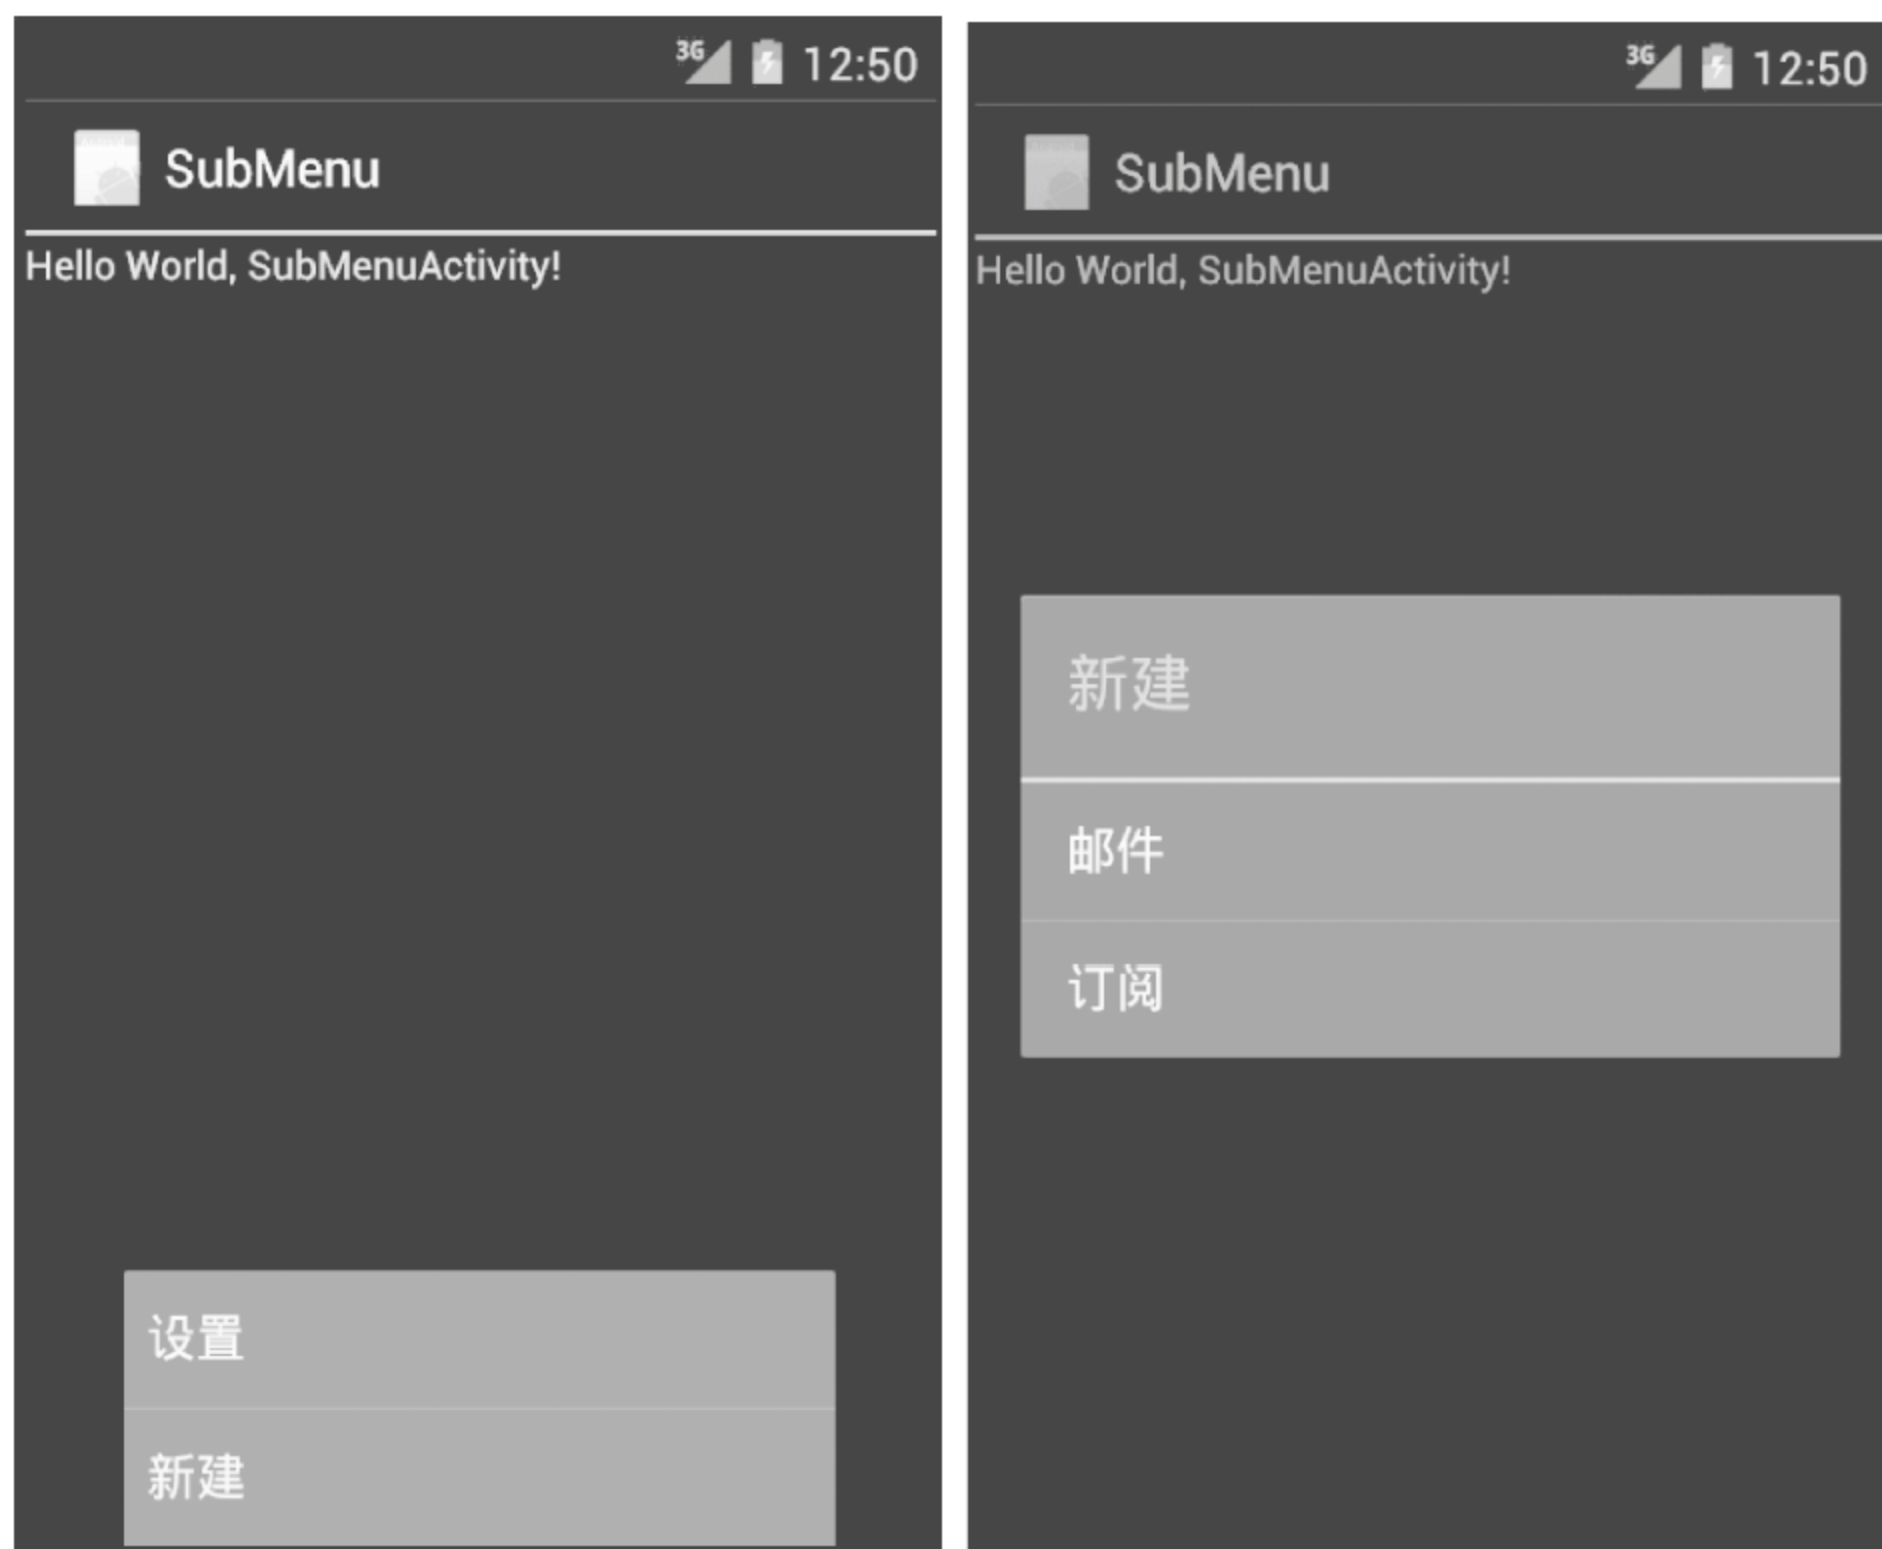 3G 12:50
SubMenu
Hello World, SubMenuActivity!
设置
新建
3G 12:50
SubMenu
Hello World, SubMenuActivity!
新建
邮件
订阅